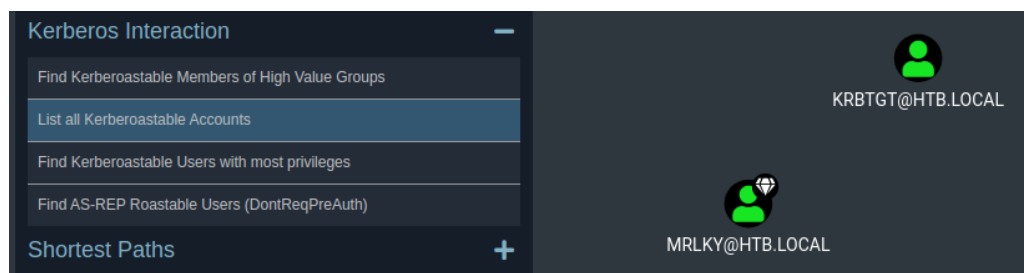 Kerberos Interaction
Find Kerberoastable Members of High Value Groups
List all Kerberoastable Accounts
Find Kerberoastable Users with most privileges
Find AS-REP Roastable Users (DontReqPreAuth)
Shortest Paths
KRBTGT@HTB.LOCAL
MRLKY@HTB.LOCAL